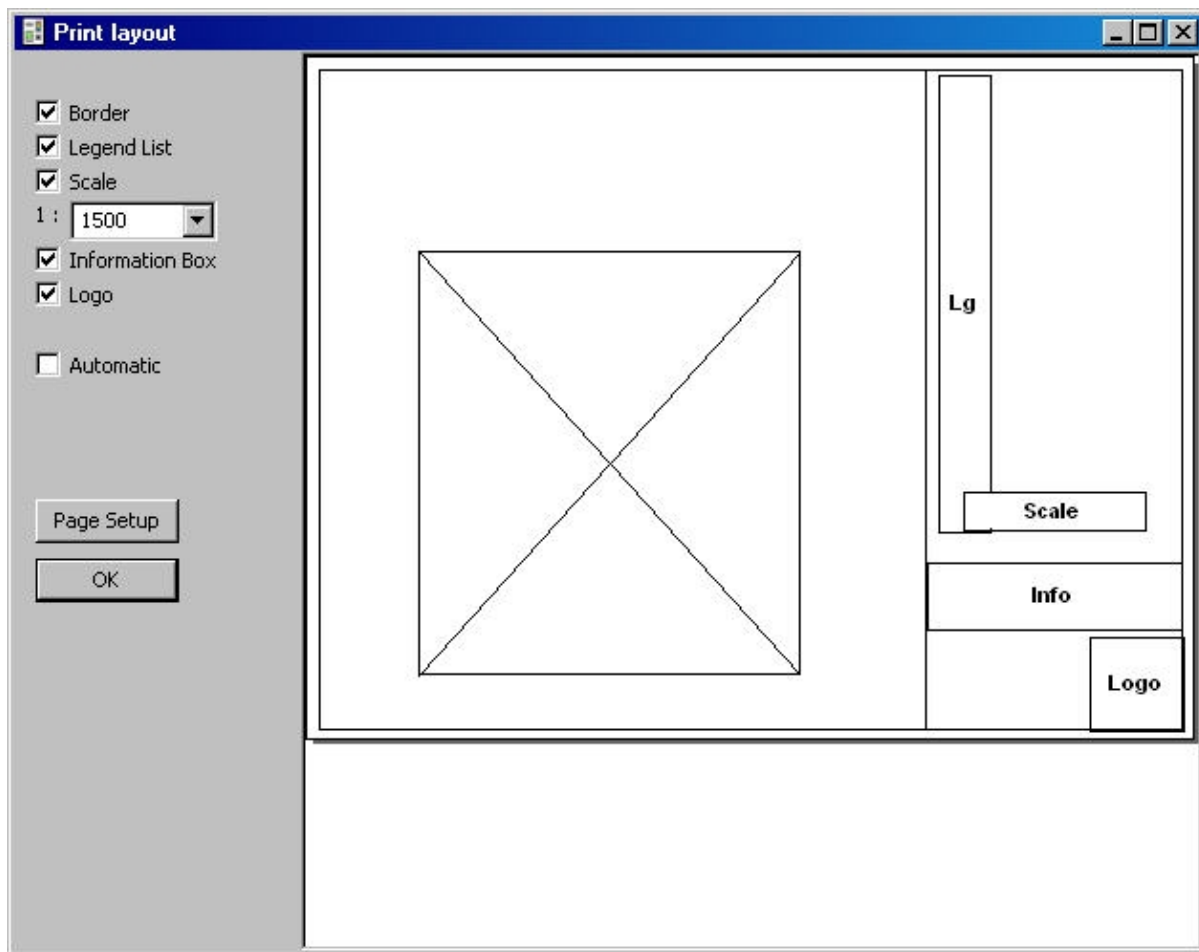 Print layout
Border
Legend List
Scale
1 : 1500
Information Box
Logo
Automatic
Page Setup
OK
Lg
Scale
Info
Logo